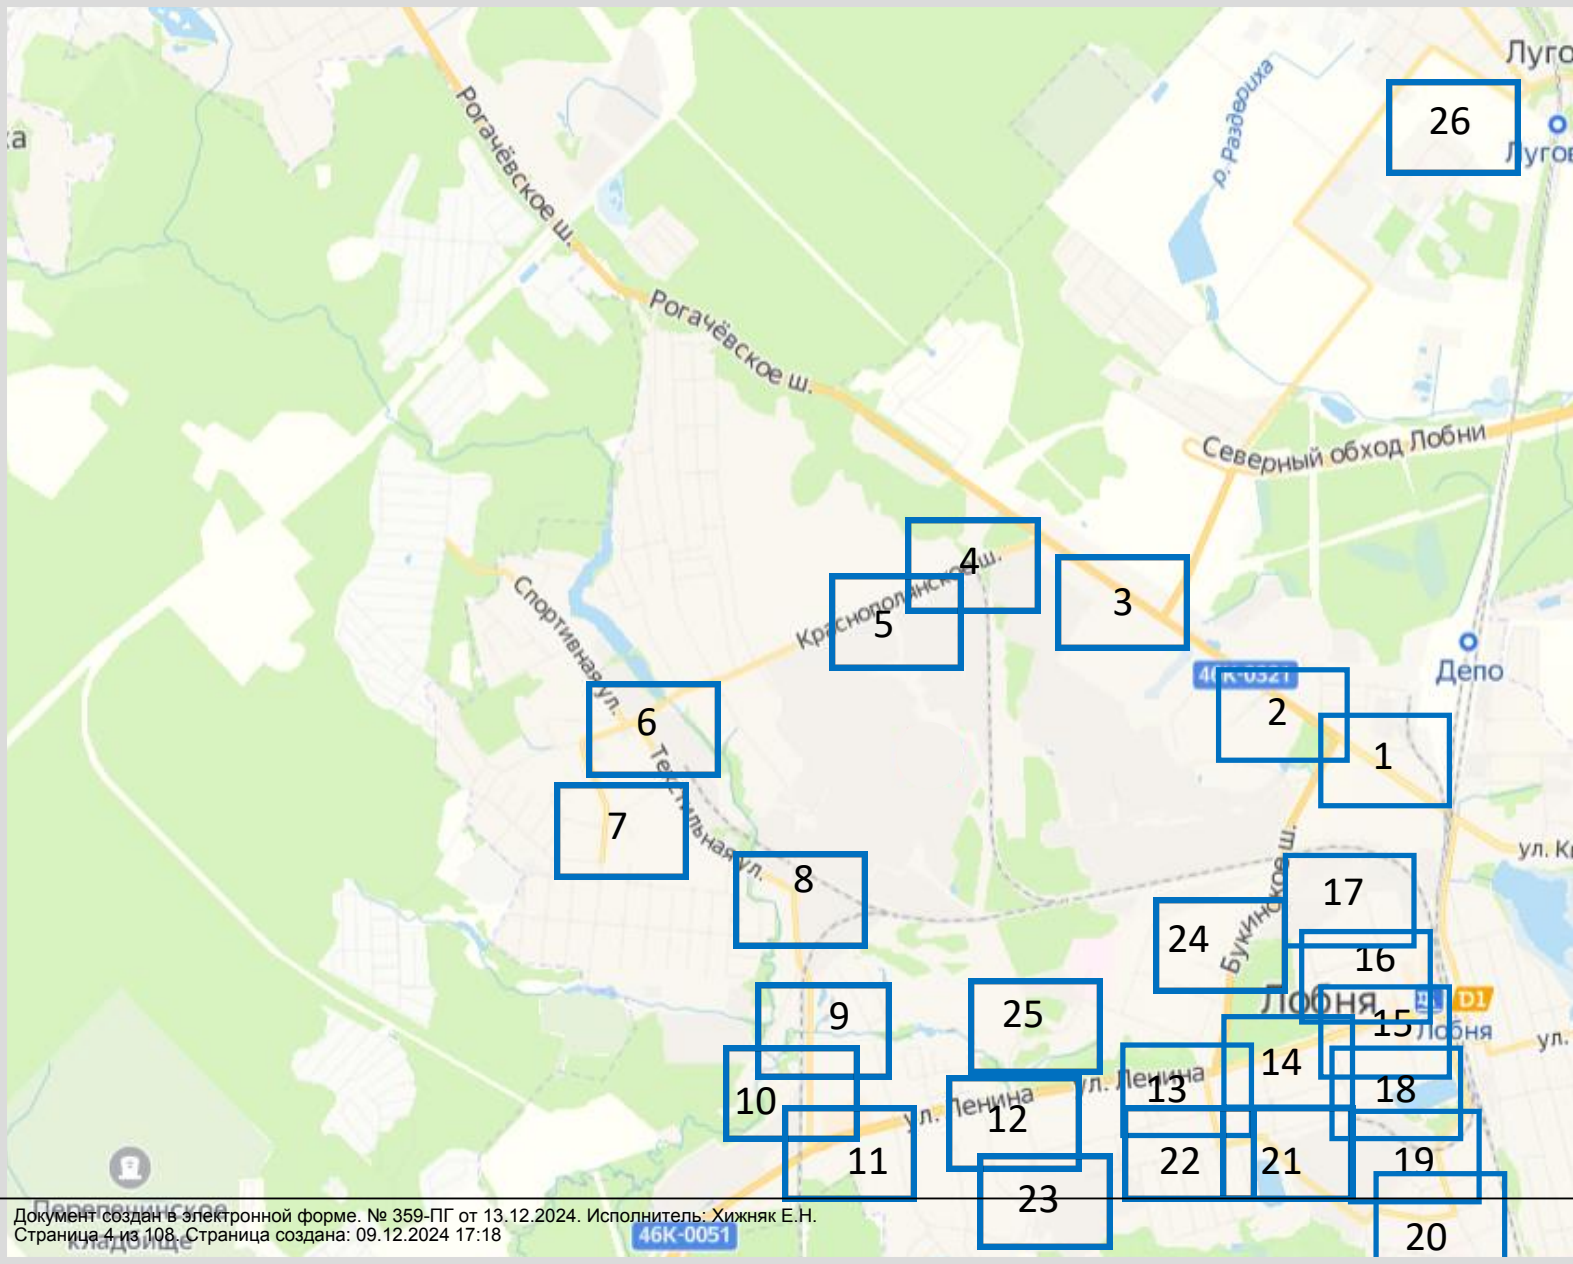 Луго
26
Лугов
ха
Рогачёвское ш.
р. Раздериха
Рогачёвское ш.
Северный обход Лобни
4
Краснополянское ш.
3
5
Спортивная ул.
Депо
46К-0321
2
6
1
Текстильная ул.
7
ул. Ки
8
17
Букинское ш.
24
16
Лобня
D1
9
25
15
Лобня
ул.
14
ул. Ленина
13
18
10
ул. Ленина
12
11
22
21
19
23
Перепечинское
кладбище
Документ создан в электронной форме. № 359-ПГ от 13.12.2024. Исполнитель: Хижняк Е.Н.
Страница 4 из 108. Страница создана: 09.12.2024 17:18
46К-0051
20